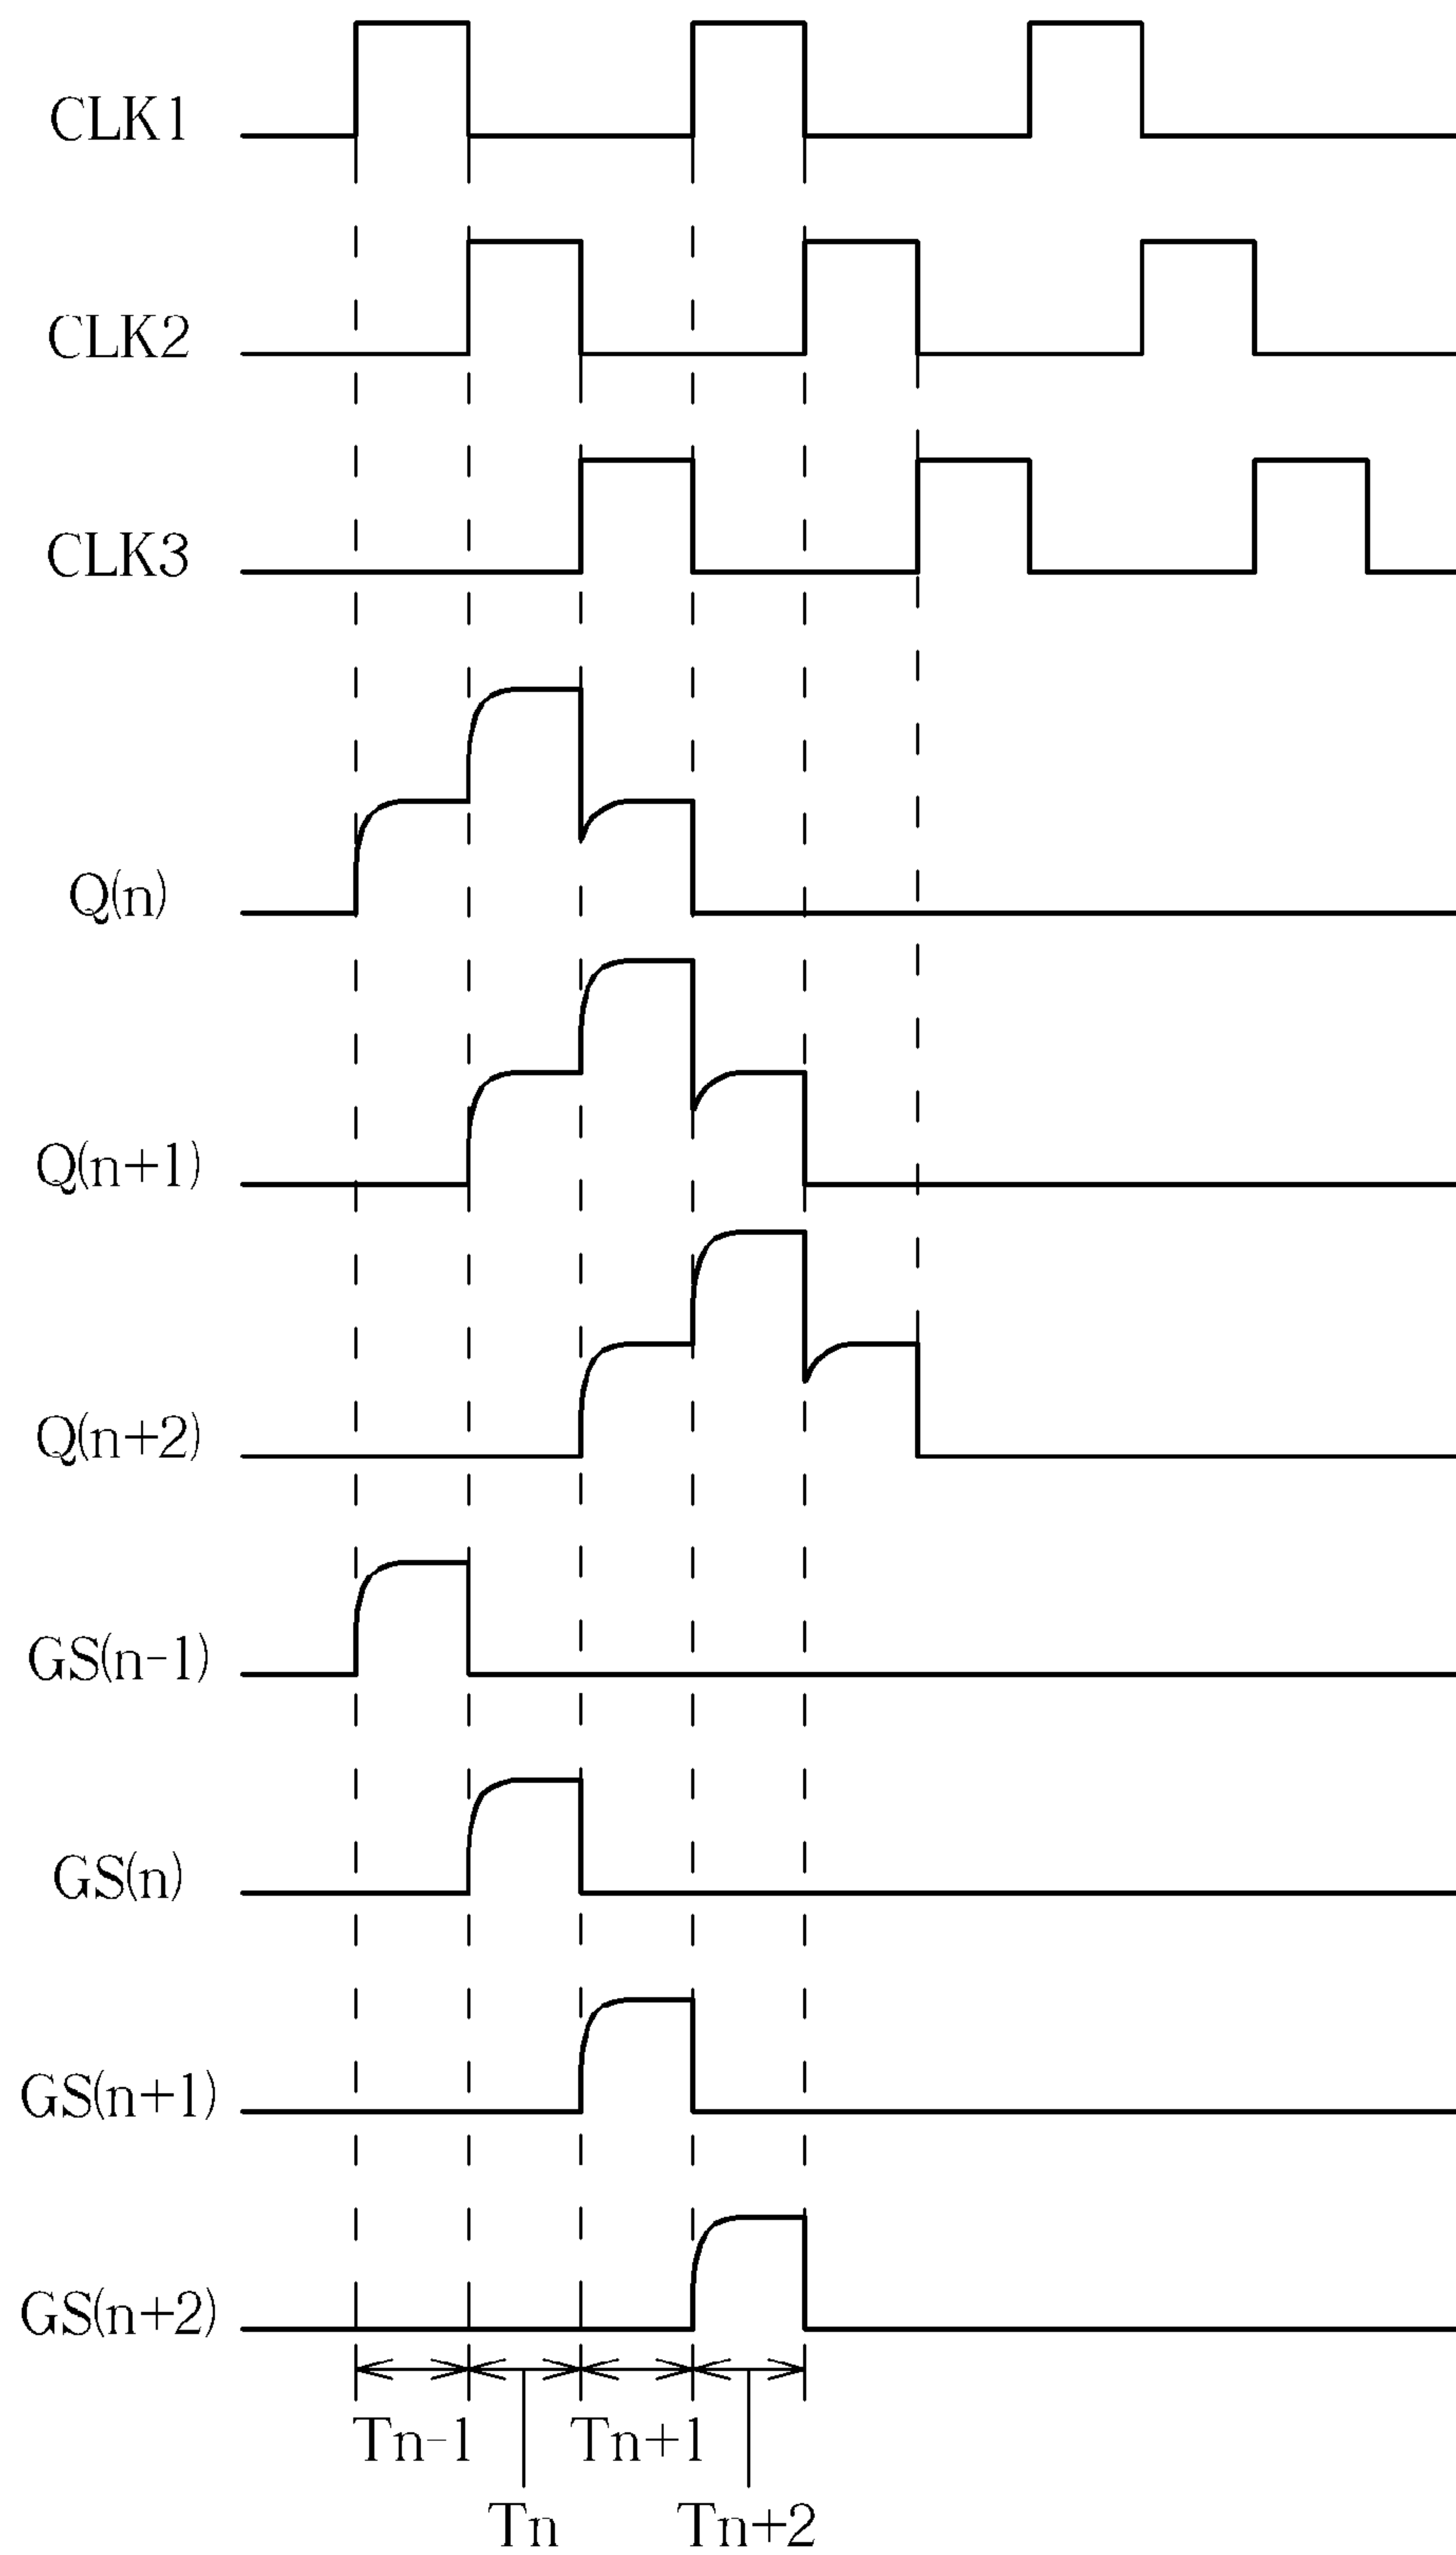 CLK1
CLK2
CLK3
Q(n)
Q(n+1)
Q(n+2)
GS(n-1)
GS(n)
GS(n+1)
GS(n+2)
Tn-1 Tn+1
Tn Tn+2